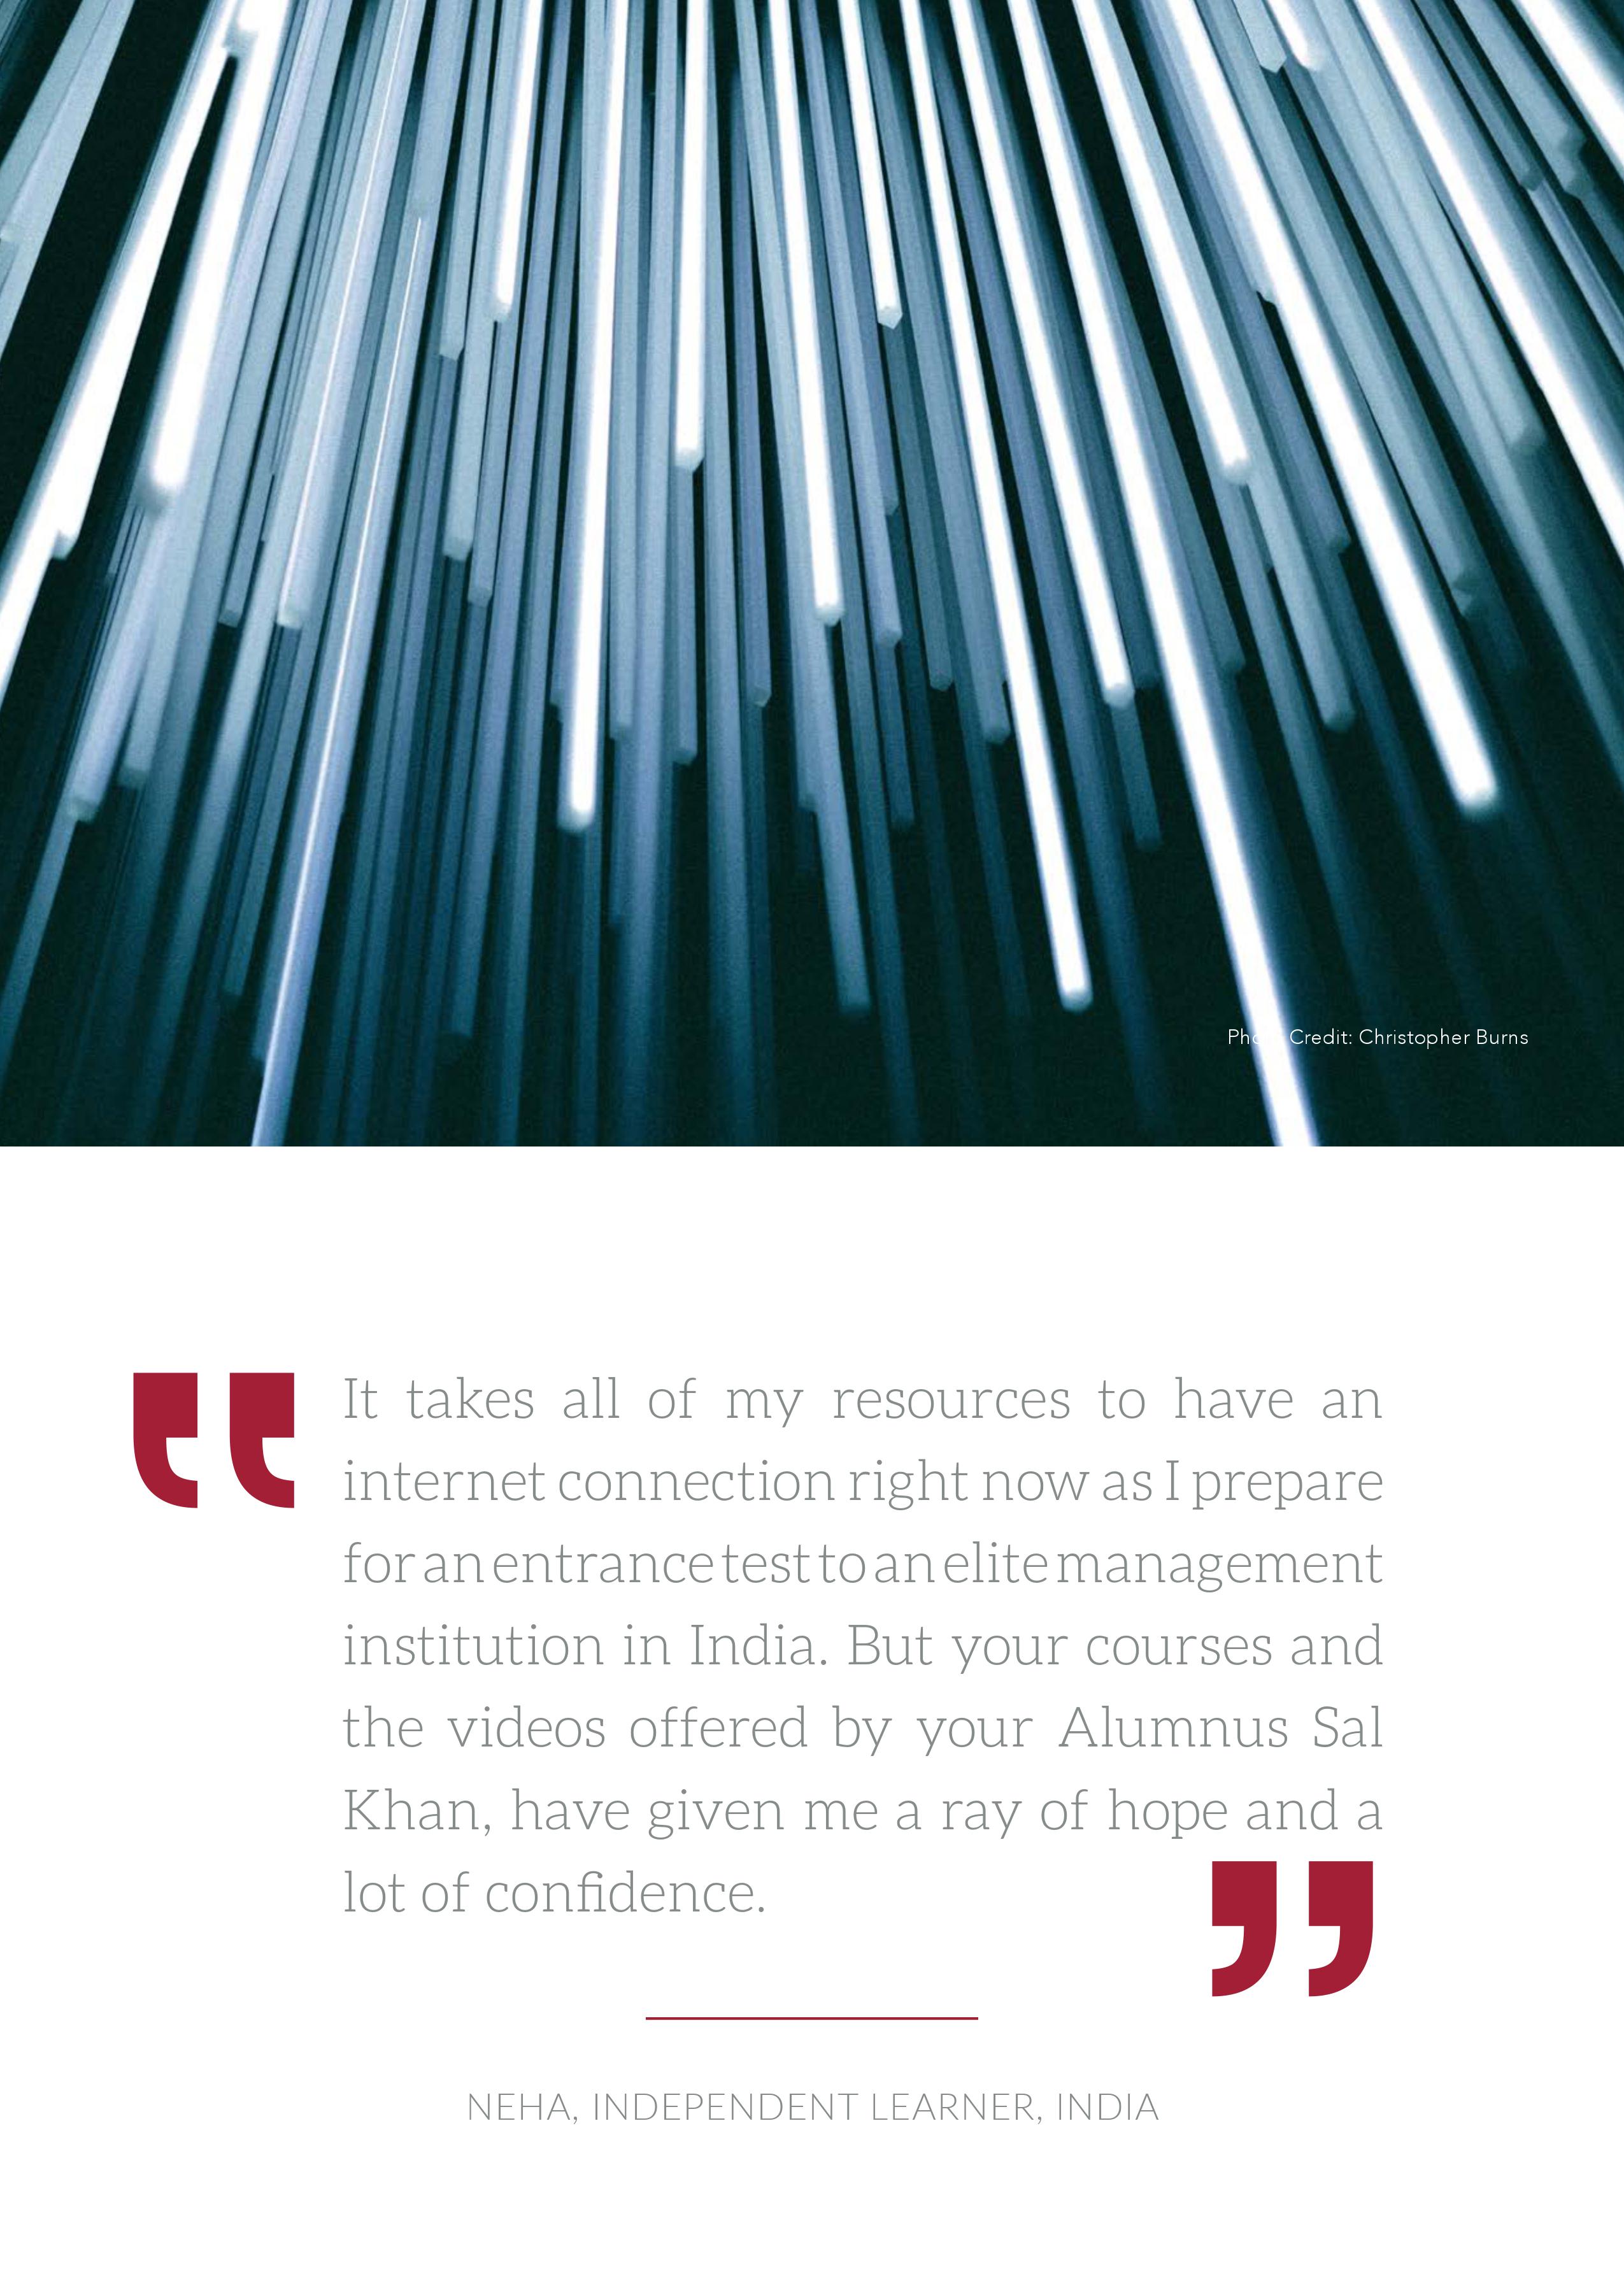 Photo Credit: Christopher Burns
“It takes all of my resources to have an
internet connection right now as I prepare
for an entrance test to an elite management
institution in India. But your courses and
the videos offered by your Alumnus Sal
Khan, have given me a ray of hope and a
lot of confidence.”
NEHA, INDEPENDENT LEARNER, INDIA